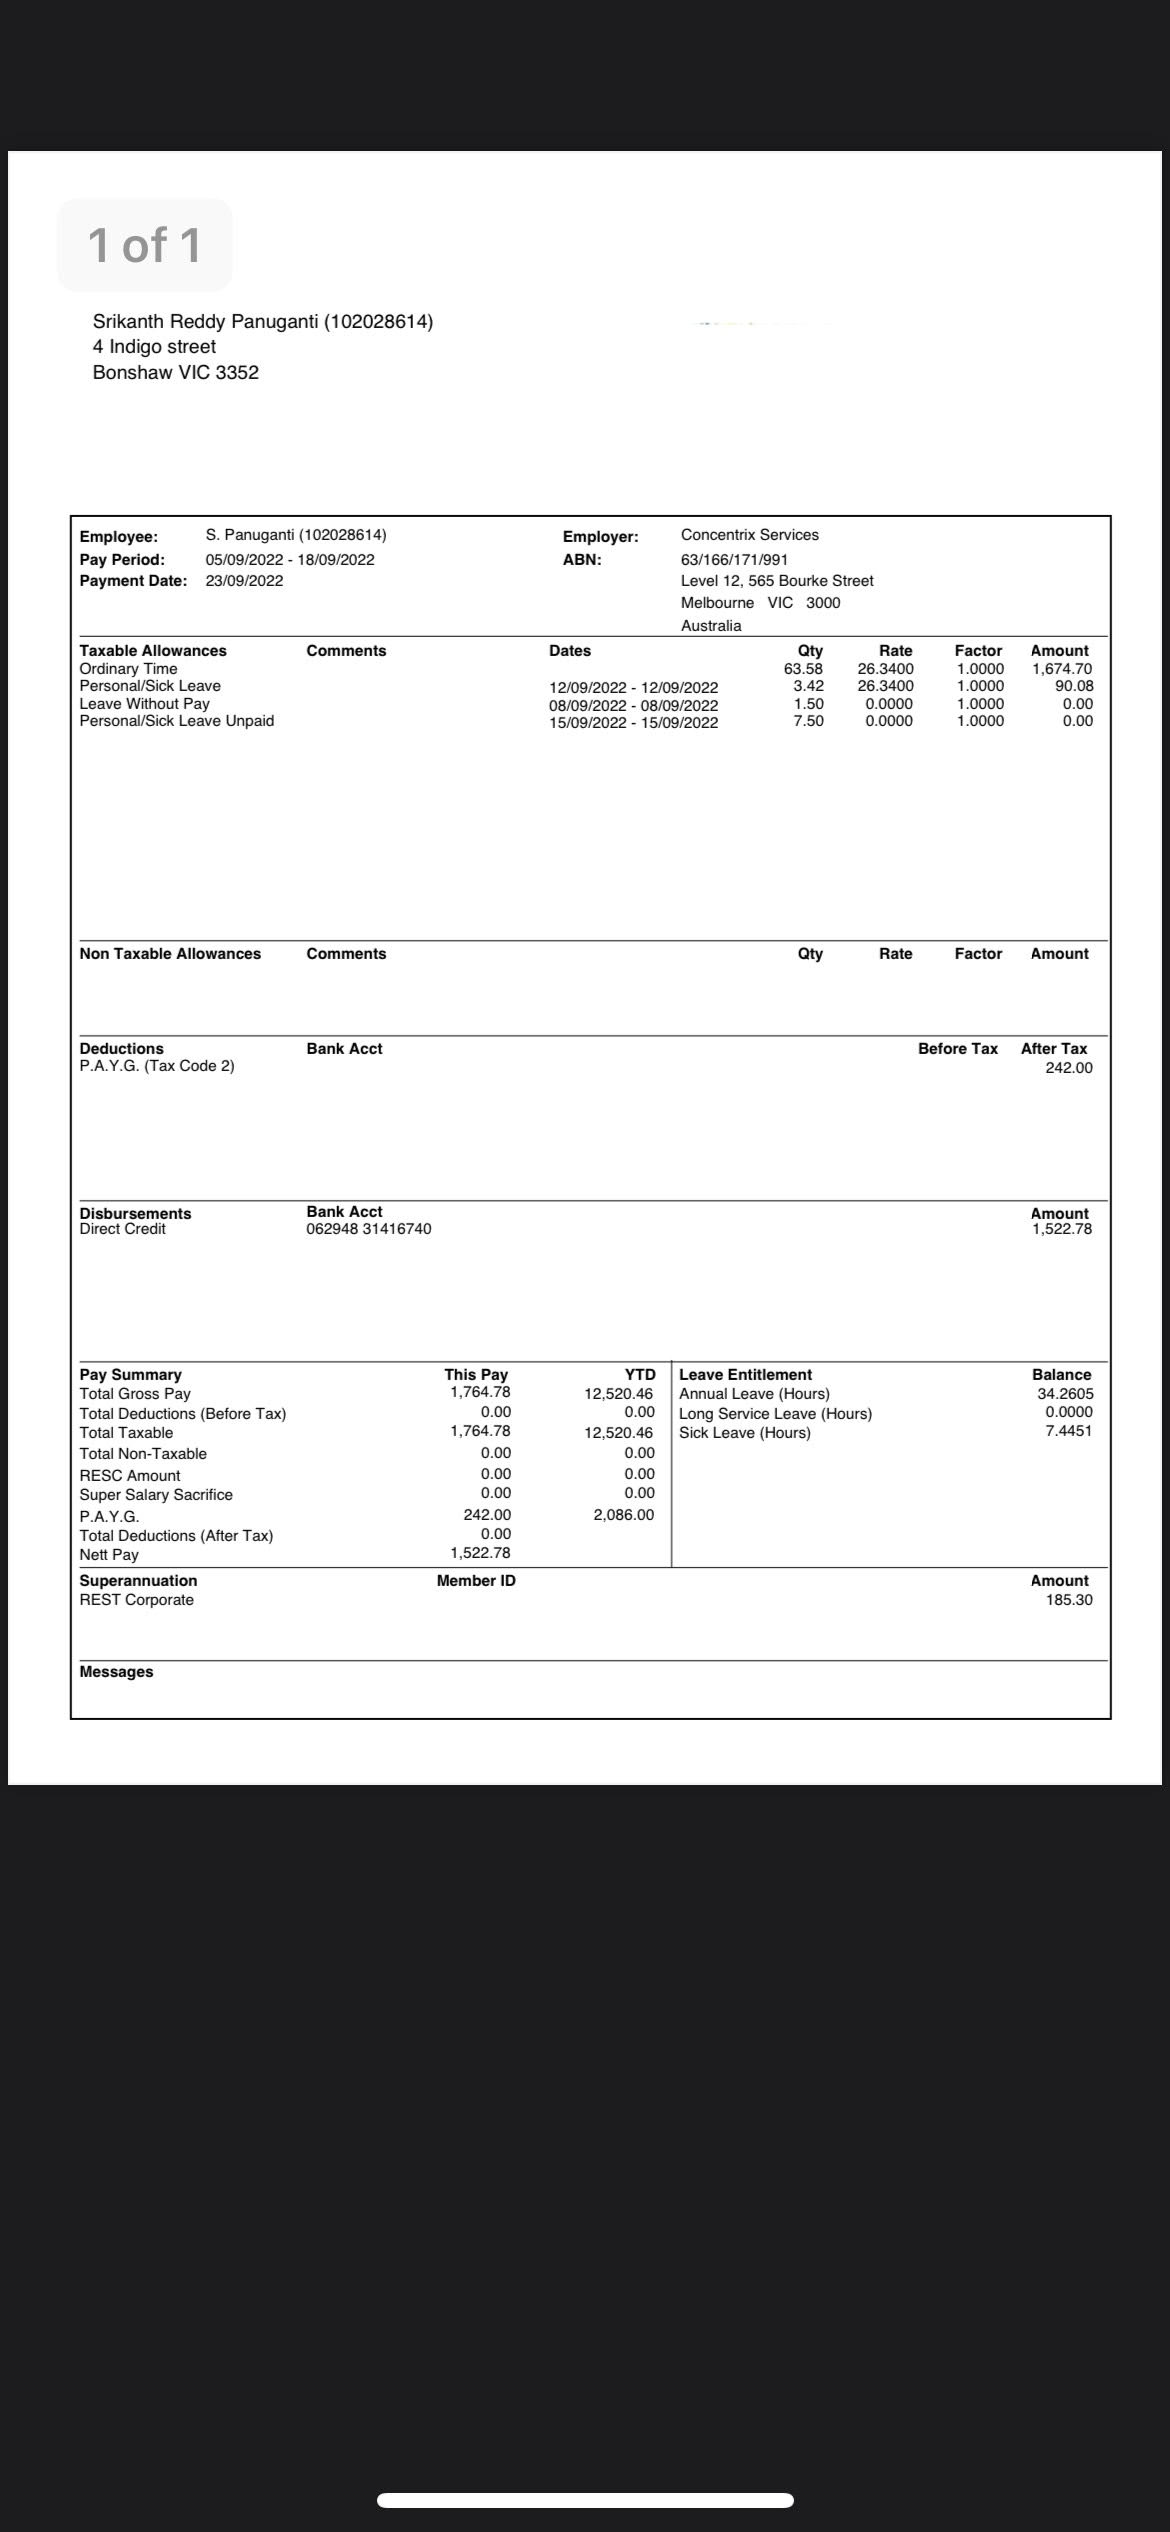 1 of 1
Srikanth Reddy Panuganti (102028614)
4 Indigo street
Bonshaw VIC 3352
Employee: S. Panuganti (102028614) Employer: Concentrix Services
Pay Period: 05/09/2022 - 18/09/2022 ABN: 63/166/171/991
Payment Date: 23/09/2022 Level 12, 565 Bourke Street
Melbourne VIC 3000
Australia
Taxable Allowances Comments Dates Qty Rate Factor Amount
Ordinary Time 63.58 26.3400 1.0000 1,674.70
Personal/Sick Leave 12/09/2022 - 12/09/2022 3.42 26.3400 1.0000 90.08
Leave Without Pay 08/09/2022 - 08/09/2022 1.50 0.0000 1.0000 0.00
Personal/Sick Leave Unpaid 15/09/2022 - 15/09/2022 7.50 0.0000 1.0000 0.00
Non Taxable Allowances Comments Qty Rate Factor Amount
Deductions Bank Acct Before Tax After Tax
P.A.Y.G. (Tax Code 2) 242.00
Disbursements Bank Acct Amount
Direct Credit 062948 31416740 1,522.78
Pay Summary This Pay YTD Leave Entitlement Balance
Total Gross Pay 1,764.78 12,520.46 Annual Leave (Hours) 34.2605
Total Deductions (Before Tax) 0.00 0.00 Long Service Leave (Hours) 0.0000
Total Taxable 1,764.78 12,520.46 Sick Leave (Hours) 7.4451
Total Non-Taxable 0.00 0.00
RESC Amount 0.00 0.00
Super Salary Sacrifice 0.00 0.00
P.A.Y.G. 242.00 2,086.00
Total Deductions (After Tax) 0.00
Nett Pay 1,522.78
Superannuation Member ID Amount
REST Corporate 185.30
Messages